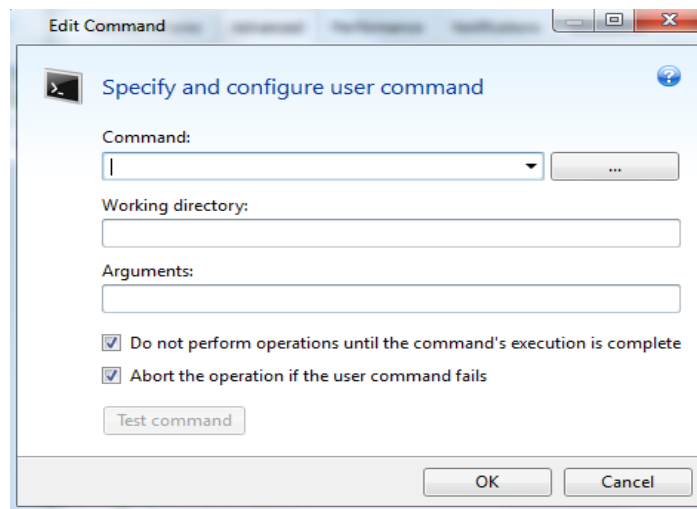 Edit Command
Specify and configure user command
Command:
...
Working directory:
Arguments:
Do not perform operations until the command's execution is complete
Abort the operation if the user command fails
Test command
OK
Cancel